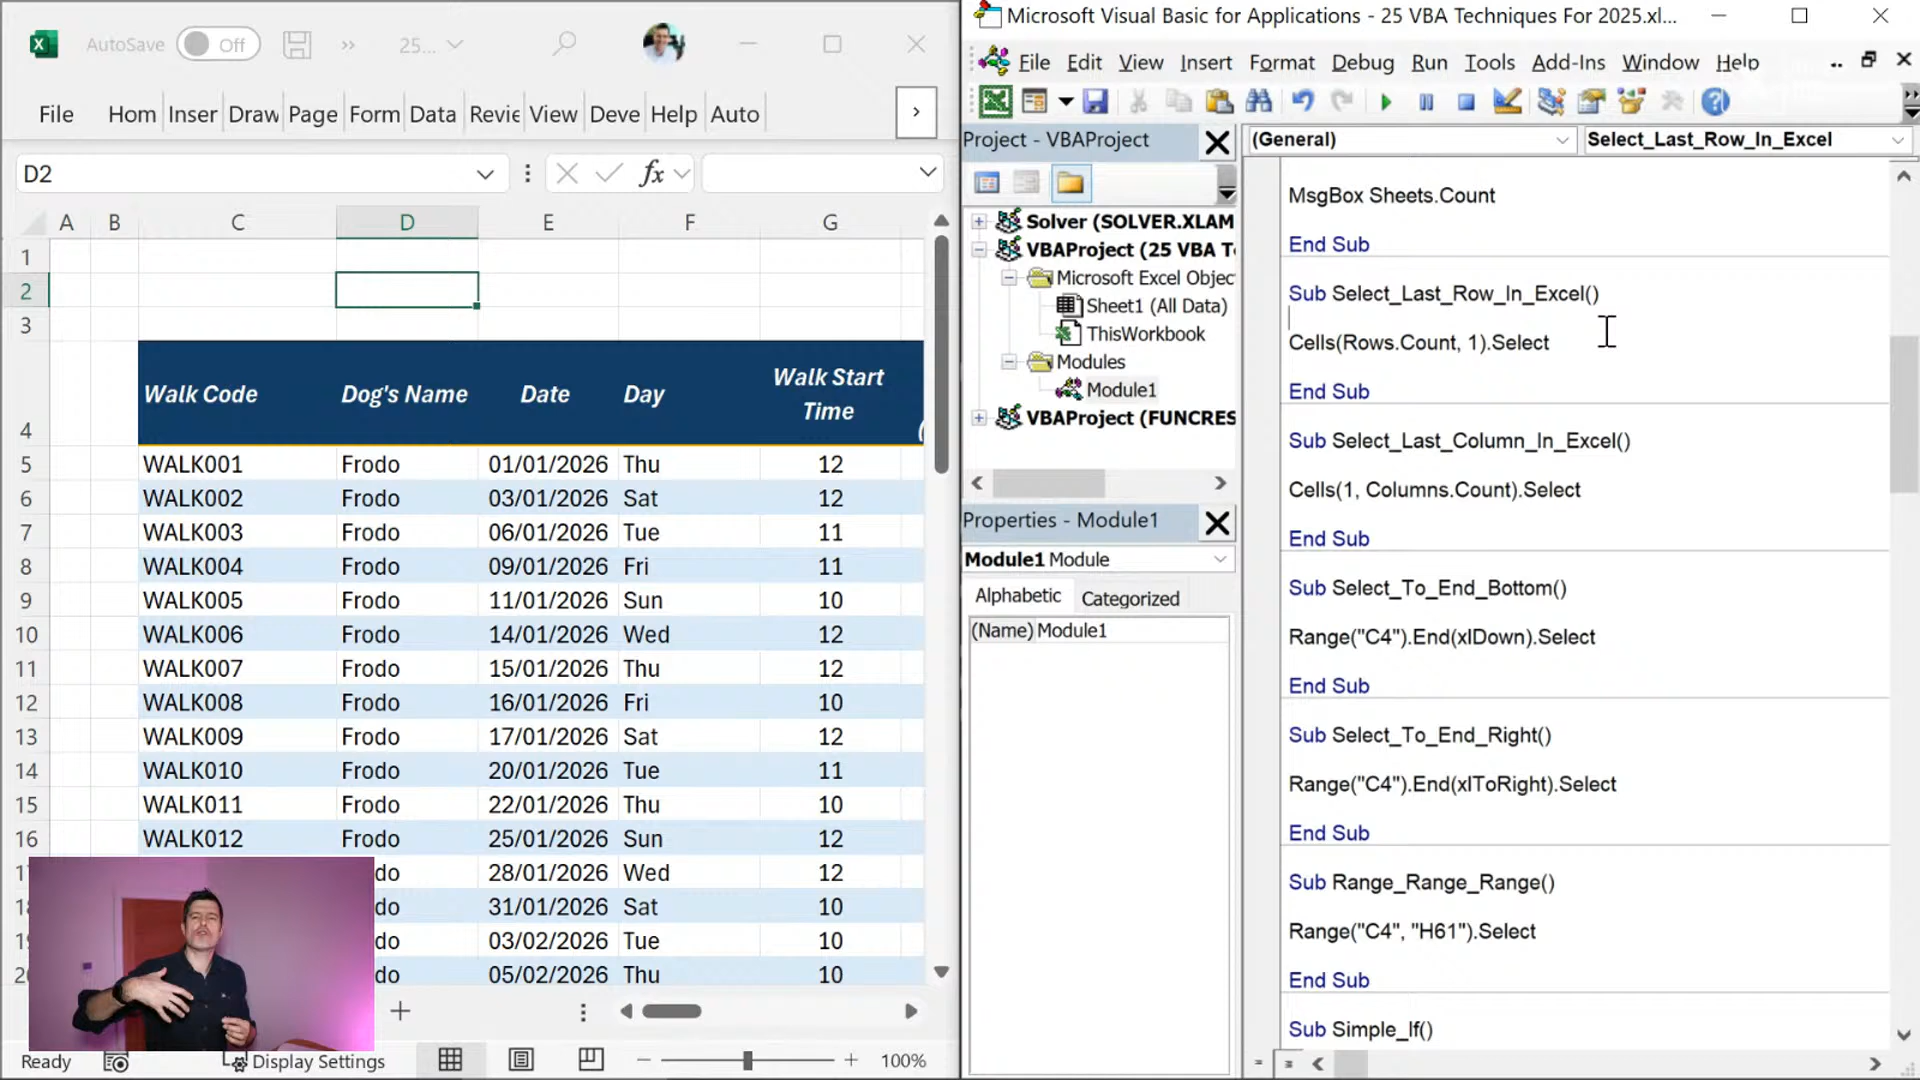 AutoSave Off 25...
File Hom Inser Draw Page Form Data Revie View Deve Help Auto
D2 fx
A B C D E F G
1
2
3
4 Walk Code Dog's Name Date Day Walk Start Time (
5 WALK001 Frodo 01/01/2026 Thu 12
6 WALK002 Frodo 03/01/2026 Sat 12
7 WALK003 Frodo 06/01/2026 Tue 11
8 WALK004 Frodo 09/01/2026 Fri 11
9 WALK005 Frodo 11/01/2026 Sun 10
10 WALK006 Frodo 14/01/2026 Wed 12
11 WALK007 Frodo 15/01/2026 Thu 12
12 WALK008 Frodo 16/01/2026 Fri 10
13 WALK009 Frodo 17/01/2026 Sat 12
14 WALK010 Frodo 20/01/2026 Tue 11
15 WALK011 Frodo 22/01/2026 Thu 10
16 WALK012 Frodo 25/01/2026 Sun 12
do 28/01/2026 Wed 12
do 31/01/2026 Sat 10
do 03/02/2026 Tue 10
do 05/02/2026 Thu 10
Ready Display Settings 100%
Microsoft Visual Basic for Applications - 25 VBA Techniques For 2025.xl...
File Edit View Insert Format Debug Run Tools Add-Ins Window Help
Project - VBAProject
Solver (SOLVER.XLAM
VBAProject (25 VBA T
Microsoft Excel Objec
Sheet1 (All Data)
ThisWorkbook
Modules
Module1
VBAProject (FUNCRES
Properties - Module1
Module1 Module
Alphabetic Categorized
(Name) Module1
(General) Select_Last_Row_In_Excel
MsgBox Sheets.Count
End Sub
Sub Select_Last_Row_In_Excel()
Cells(Rows.Count, 1).Select
End Sub
Sub Select_Last_Column_In_Excel()
Cells(1, Columns.Count).Select
End Sub
Sub Select_To_End_Bottom()
Range("C4").End(xlDown).Select
End Sub
Sub Select_To_End_Right()
Range("C4").End(xlToRight).Select
End Sub
Sub Range_Range_Range()
Range("C4", "H61").Select
End Sub
Sub Simple_If()